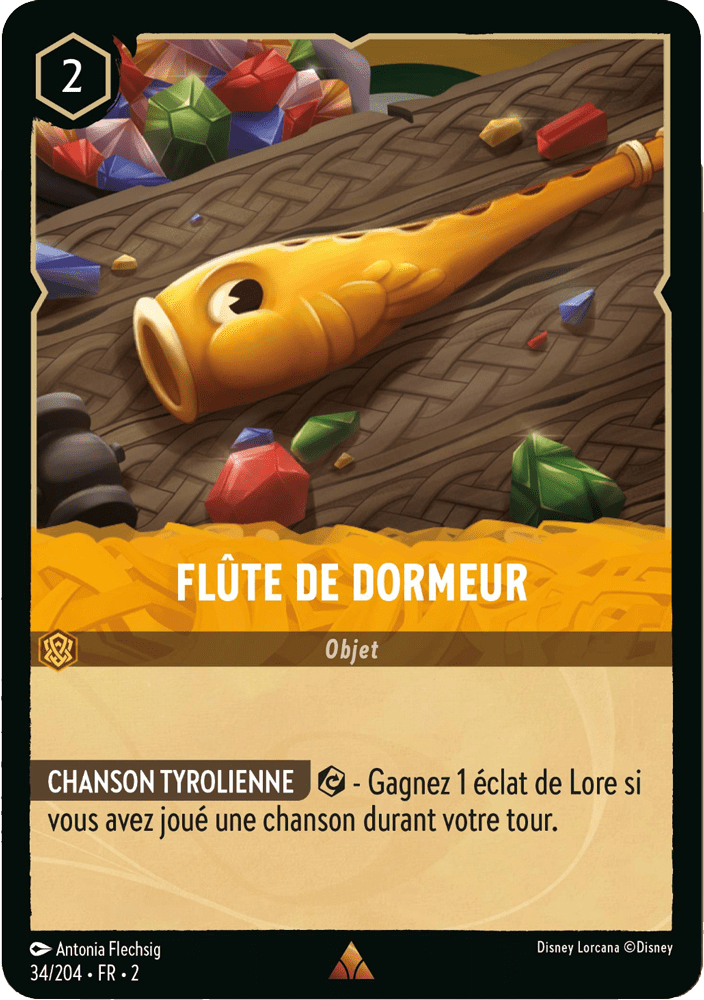 2
FLÛTE DE DORMEUR
Objet
CHANSON TYROLIENNE - Gagnez 1 éclat de Lore si
vous avez joué une chanson durant votre tour.
Antonia Flechsig
Disney Lorcana ©Disney
34/204 • FR • 2